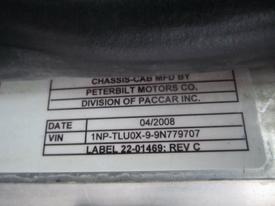 CHASSIS-CAB MFD BY
PETERBILT MOTORS CO.
DIVISION OF PACCAR INC.
DATE 04/2008
VIN 1NP-TLU0X-9-9N779707
LABEL 22-01469: REV C